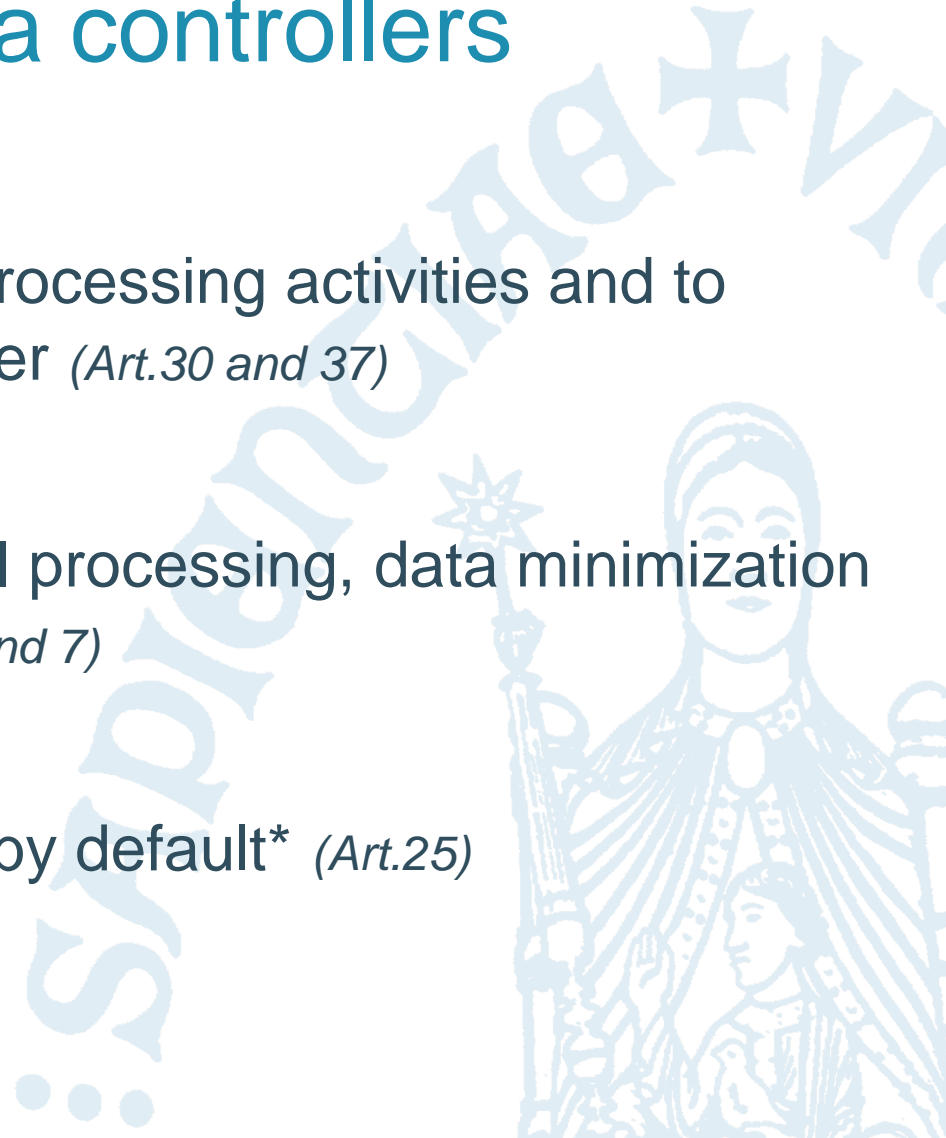 a controllers
rocessing activities and to
er (Art.30 and 37)
l processing, data minimization
nd 7)
by default* (Art.25)
SAPIENTIAE